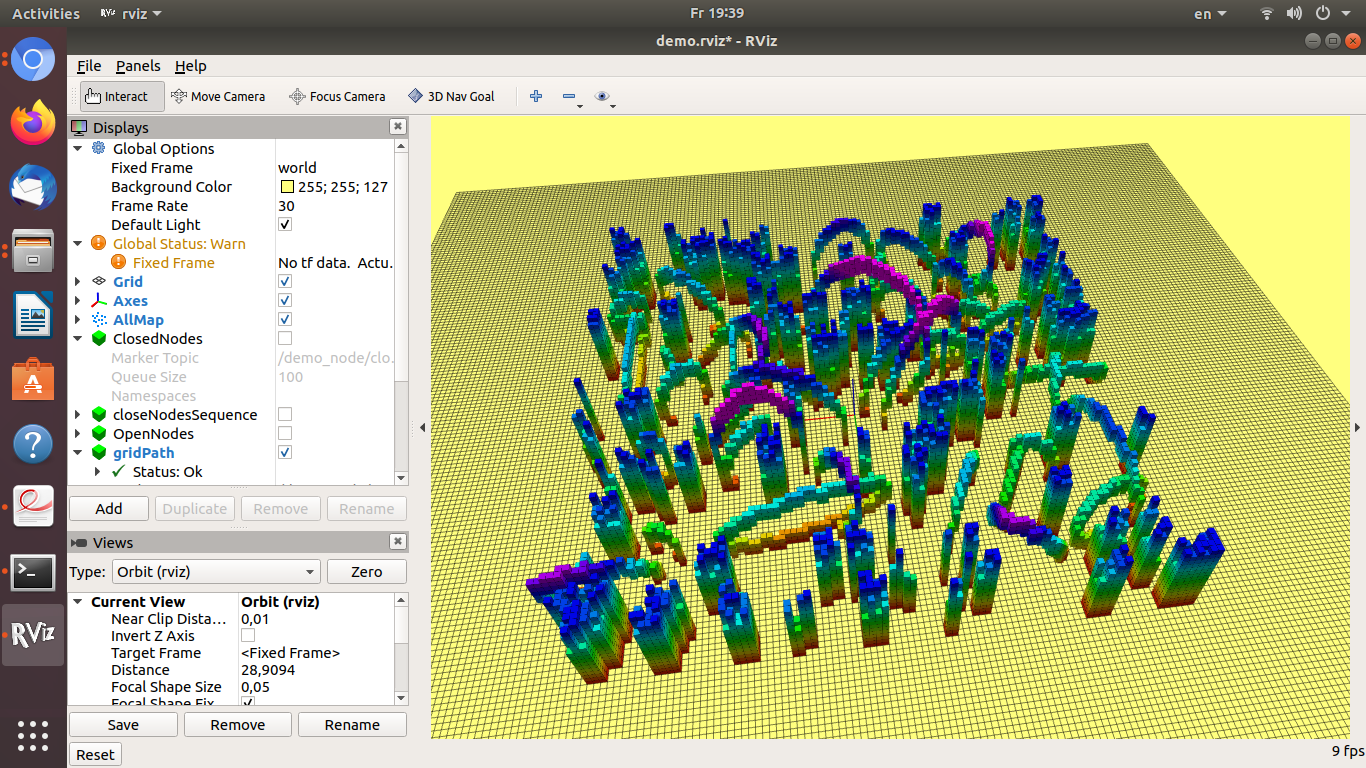 Activities RViz rviz Fr 19:39 en
demo.rviz* - RViz
File Panels Help
Interact Move Camera Focus Camera 3D Nav Goal
Displays
Global Options
Fixed Frame world
Background Color 255; 255; 127
Frame Rate 30
Default Light
Global Status: Warn
Fixed Frame No tf data. Actu...
Grid
Axes
AllMap
ClosedNodes
Marker Topic /demo_node/clo...
Queue Size 100
Namespaces
closeNodesSequence
OpenNodes
gridPath
Status: Ok
Add Duplicate Remove Rename
Views
Type: Orbit (rviz) Zero
Current View Orbit (rviz)
Near Clip Dista... 0,01
Invert Z Axis
Target Frame <Fixed Frame>
Distance 28,9094
Focal Shape Size 0,05
Focal Shape Fix
Save Remove Rename
Reset 9 fps
RViz